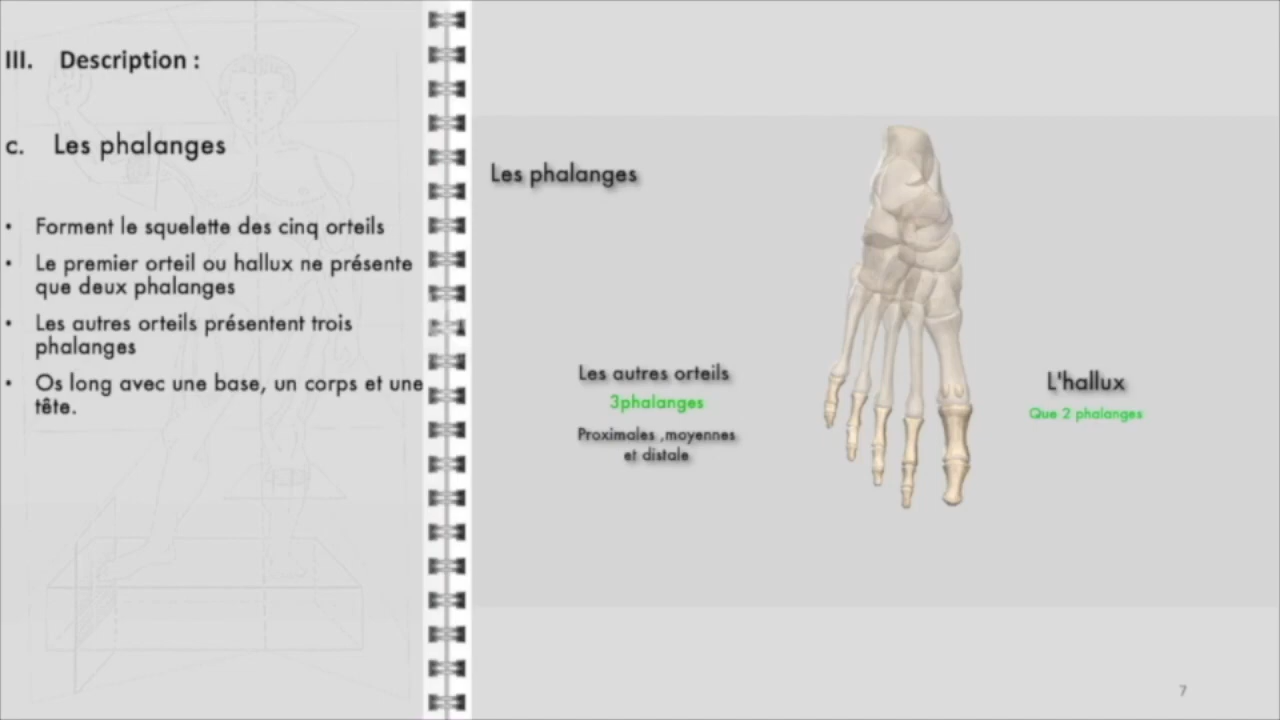 III. Description :
c. Les phalanges
• Forment le squelette des cinq orteils
• Le premier orteil ou hallux ne présente
que deux phalanges
• Les autres orteils présentent trois
phalanges
• Os long avec une base, un corps et une
tête.
Les phalanges
Les autres orteils
3phalanges
Proximales ,moyennes
et distale
L'hallux
Que 2 phalanges
7